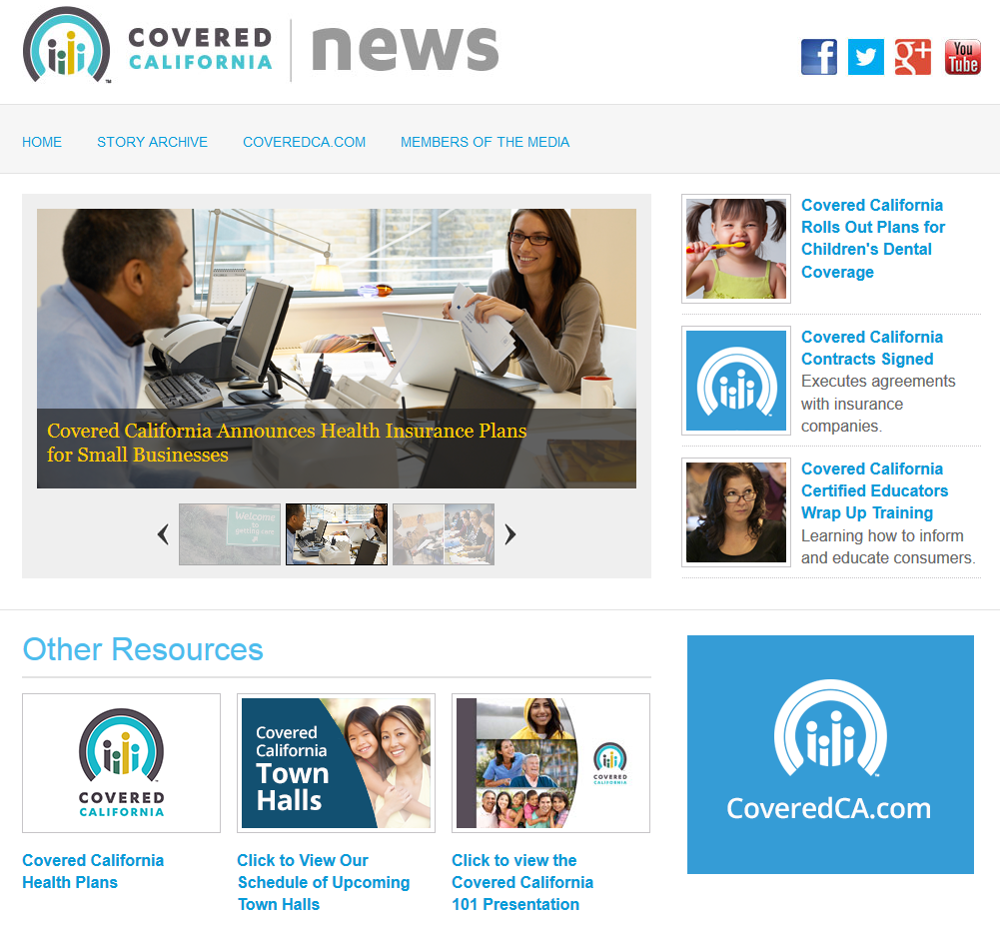 COVERED
CALIFORNIA
news
You
Tube
HOME
STORY ARCHIVE
COVEREDCA.COM
MEMBERS OF THE MEDIA
Covered California Announces Health Insurance Plans
for Small Businesses
Welcome to
getting care
Covered California
Rolls Out Plans for
Children's Dental
Coverage
Covered California
Contracts Signed
Executes agreements
with insurance
companies.
Covered California
Certified Educators
Wrap Up Training
Learning how to inform
and educate consumers.
Other Resources
COVERED
CALIFORNIA
Covered California
Health Plans
Covered
California
Town
Halls
Click to View Our
Schedule of Upcoming
Town Halls
COVERED
CALIFORNIA
Click to view the
Covered California
101 Presentation
CoveredCA.com